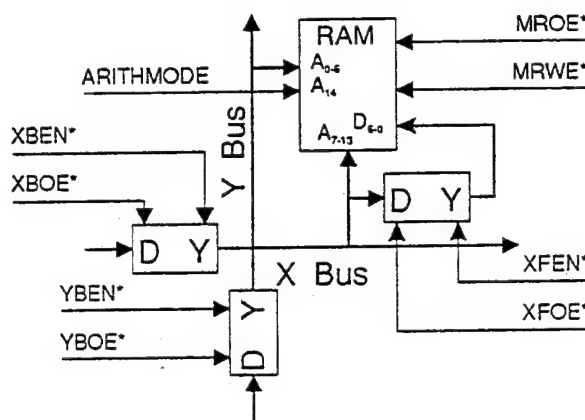 RAM
MROE*
A0-6
ARITHMODE
A14
MRWE*
D6-0
A7-13
XBEN*
XBOE*
Y Bus
D Y
D Y
X Bus
XFEN*
YBEN*
XFOE*
YBOE*
D Y